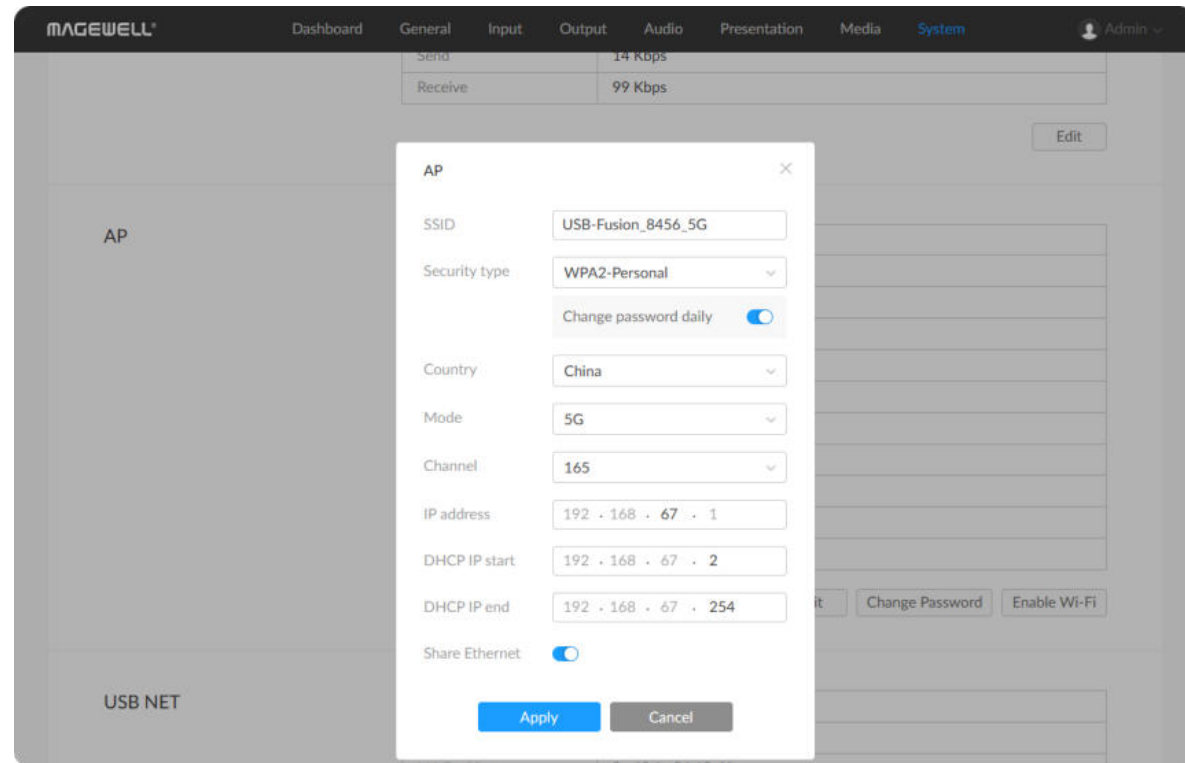 MAGEWELL® Dashboard General Input Output Audio Presentation Media System Admin
Send 14 Kbps
Receive 99 Kbps
Edit
AP
AP
SSID USB-Fusion_8456_5G
Security type WPA2-Personal
Change password daily
Country China
Mode 5G
Channel 165
IP address 192 . 168 . 67 . 1
DHCP IP start 192 . 168 . 67 . 2
DHCP IP end 192 . 168 . 67 . 254
it Change Password Enable Wi-Fi
Share Ethernet
USB NET
Apply Cancel